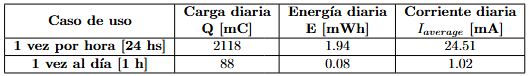 Caso de uso | Carga diaria Q [mC] | Energía diaria E [mWh] | Corriente diaria I_average [mA]
1 vez por hora [24 hs] | 2118 | 1.94 | 24.51
1 vez al día [1 h] | 88 | 0.08 | 1.02